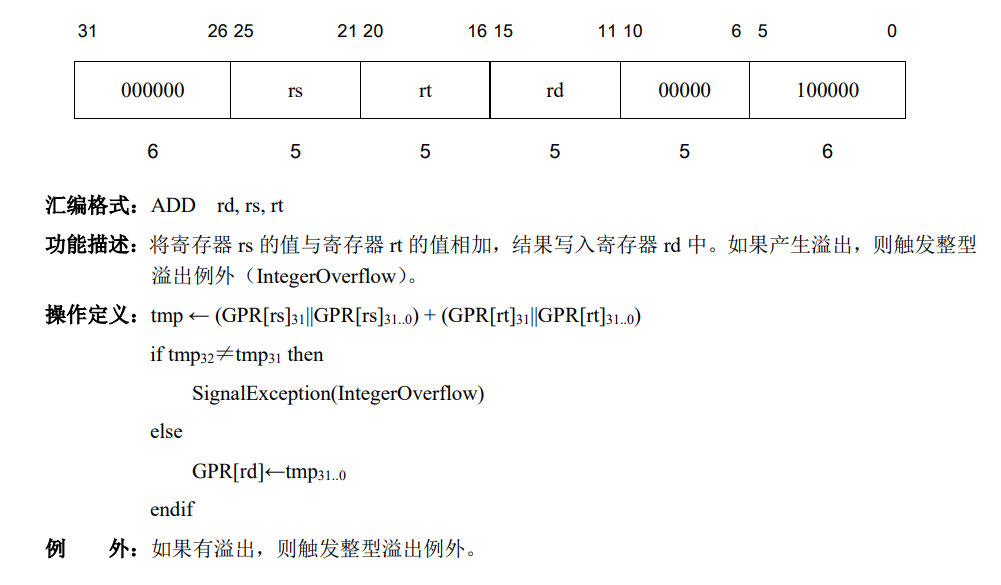 31 26 25 21 20 16 15 11 10 6 5 0
000000 rs rt rd 00000 100000
6 5 5 5 5 6
汇编格式：ADD rd, rs, rt
功能描述：将寄存器 rs 的值与寄存器 rt 的值相加，结果写入寄存器 rd 中。如果产生溢出，则触发整型
溢出例外（IntegerOverflow）。
操作定义：tmp ← (GPR[rs]31||GPR[rs]31..0) + (GPR[rt]31||GPR[rt]31..0)
if tmp32≠tmp31 then
SignalException(IntegerOverflow)
else
GPR[rd]←tmp31..0
endif
例 外：如果有溢出，则触发整型溢出例外。